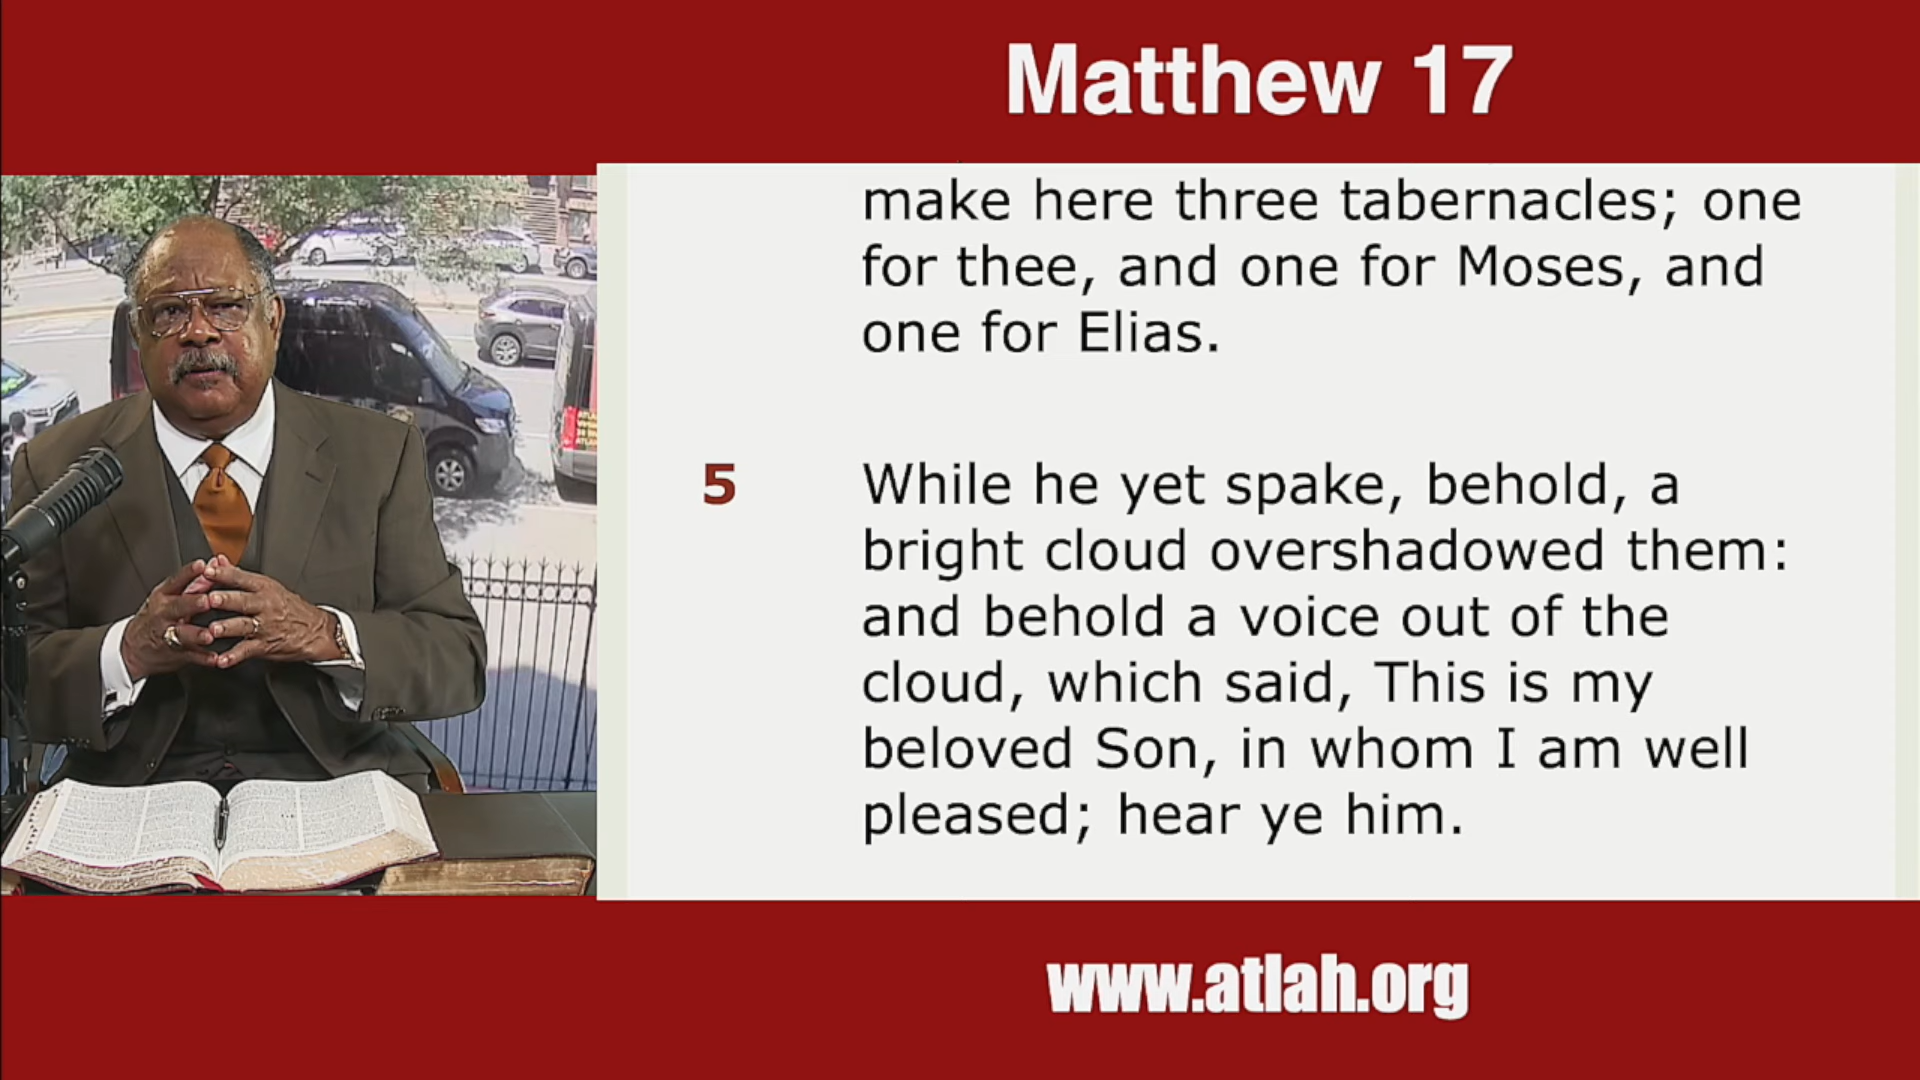 Matthew 17
make here three tabernacles; one
for thee, and one for Moses, and
one for Elias.
5
While he yet spake, behold, a
bright cloud overshadowed them:
and behold a voice out of the
cloud, which said, This is my
beloved Son, in whom I am well
pleased; hear ye him.
www.atlah.org